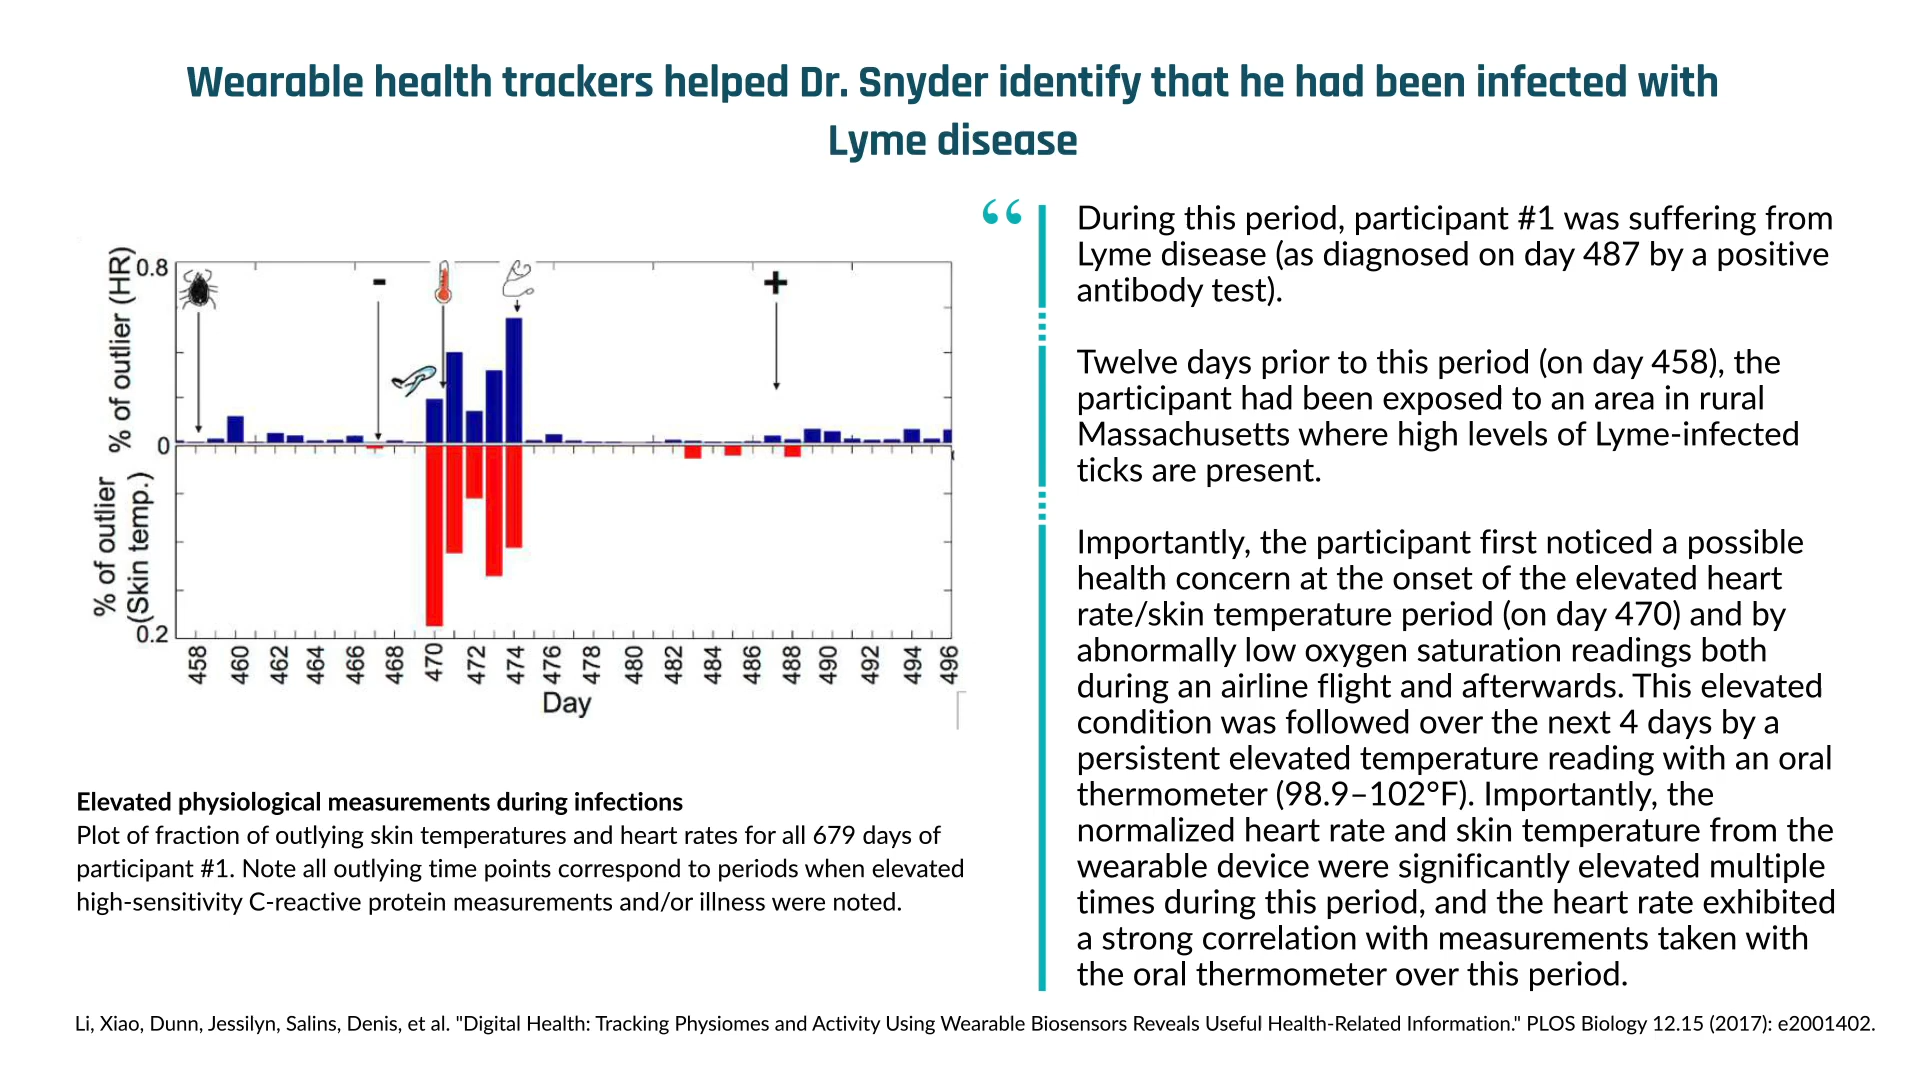 Wearable health trackers helped Dr. Snyder identify that he had been infected with
Lyme disease
% of outlier (HR)
0.8
-
+
0
% of outlier
(Skin temp.)
0.2
458 460 462 464 466 468 470 472 474 476 478 480 482 484 486 488 490 492 494 496
Day
Elevated physiological measurements during infections
Plot of fraction of outlying skin temperatures and heart rates for all 679 days of
participant #1. Note all outlying time points correspond to periods when elevated
high-sensitivity C-reactive protein measurements and/or illness were noted.
“
During this period, participant #1 was suffering from
Lyme disease (as diagnosed on day 487 by a positive
antibody test).
Twelve days prior to this period (on day 458), the
participant had been exposed to an area in rural
Massachusetts where high levels of Lyme-infected
ticks are present.
Importantly, the participant first noticed a possible
health concern at the onset of the elevated heart
rate/skin temperature period (on day 470) and by
abnormally low oxygen saturation readings both
during an airline flight and afterwards. This elevated
condition was followed over the next 4 days by a
persistent elevated temperature reading with an oral
thermometer (98.9–102°F). Importantly, the
normalized heart rate and skin temperature from the
wearable device were significantly elevated multiple
times during this period, and the heart rate exhibited
a strong correlation with measurements taken with
the oral thermometer over this period.
Li, Xiao, Dunn, Jessilyn, Salins, Denis, et al. "Digital Health: Tracking Physiomes and Activity Using Wearable Biosensors Reveals Useful Health-Related Information." PLOS Biology 12.15 (2017): e2001402.